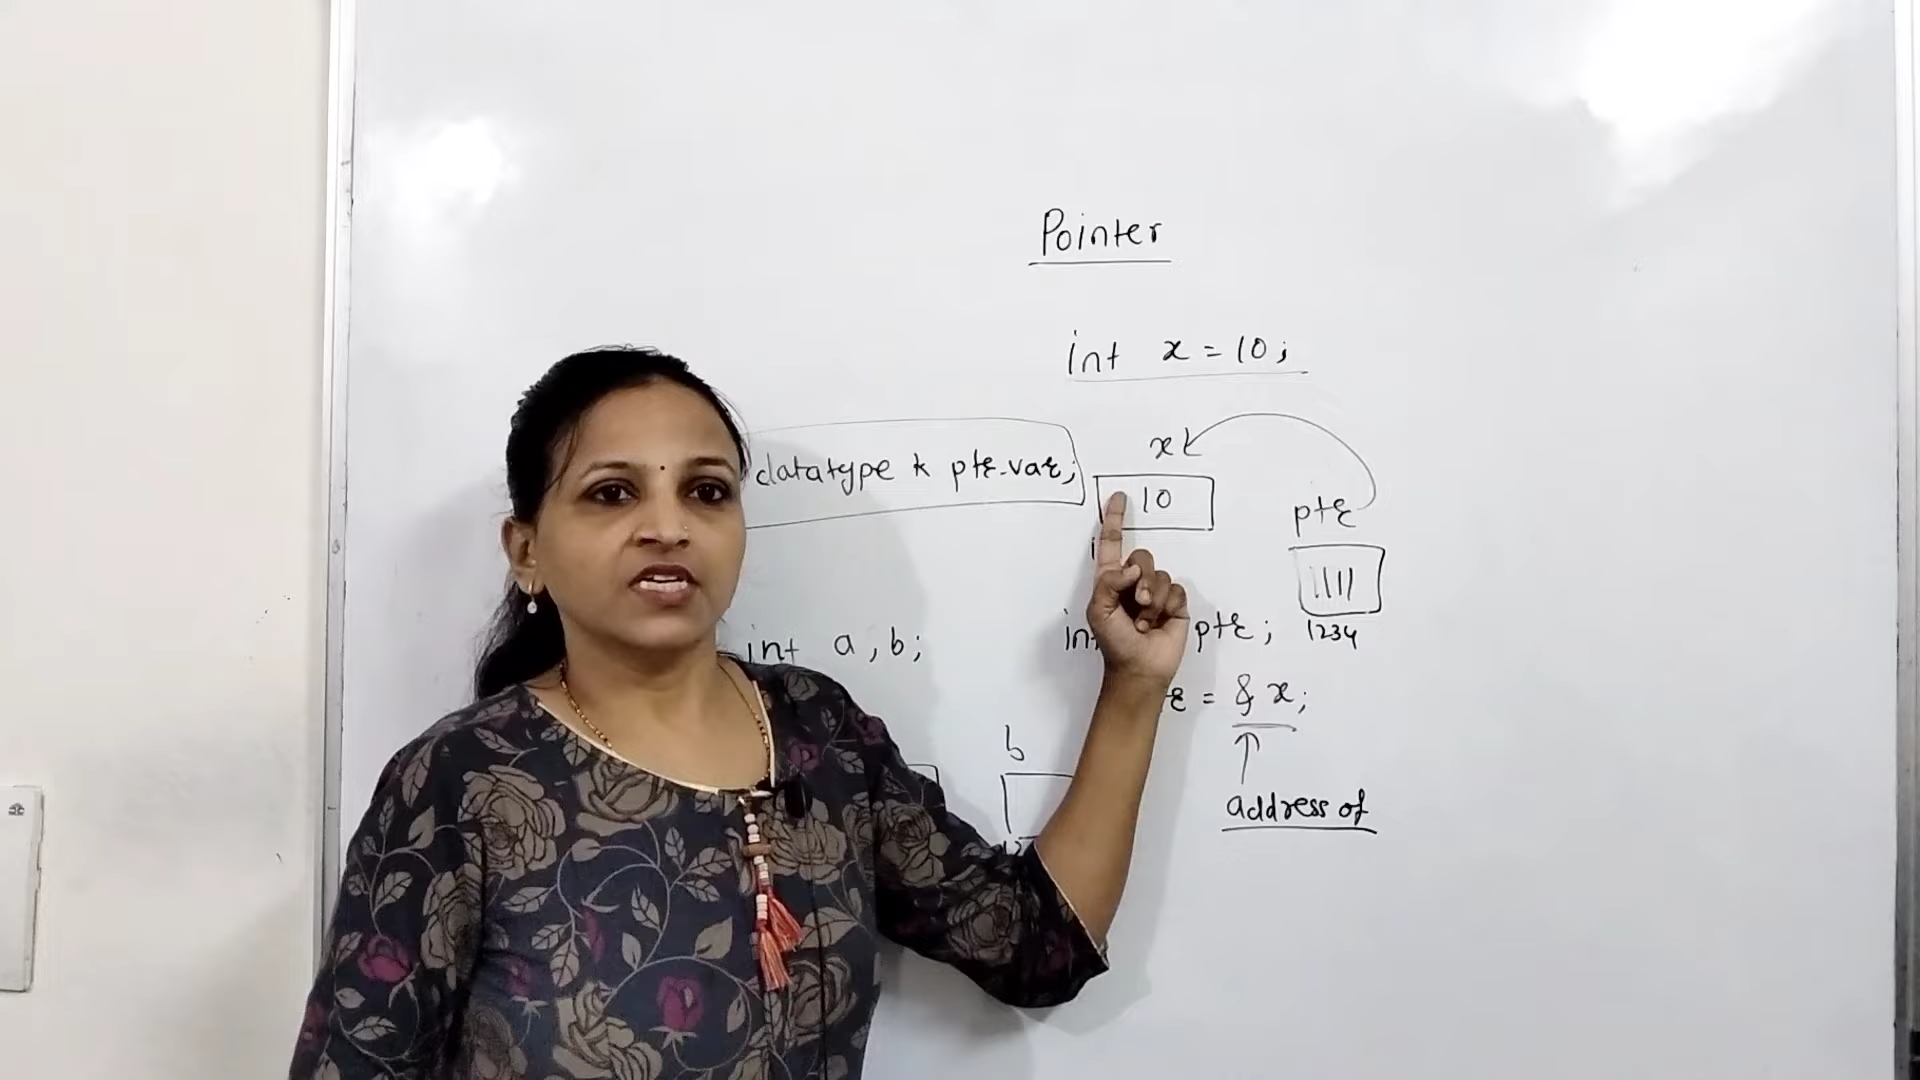 Pointer
int x = 10;
x
datatype * ptr-var;
10
ptr
1111
1234
int a, b;
ptr;
= & x;
b
address of